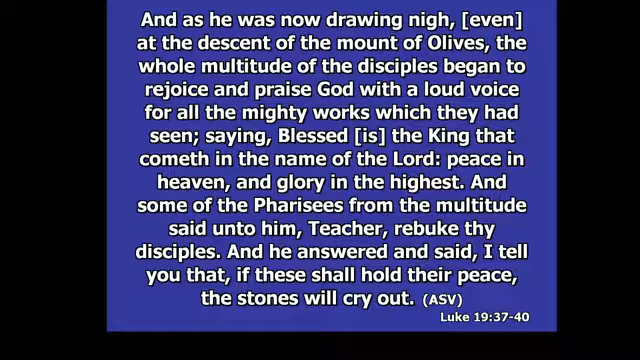 And as he was now drawing nigh, [even]
at the descent of the mount of Olives, the
whole multitude of the disciples began to
rejoice and praise God with a loud voice
for all the mighty works which they had
seen; saying, Blessed [is] the King that
cometh in the name of the Lord: peace in
heaven, and glory in the highest. And
some of the Pharisees from the multitude
said unto him, Teacher, rebuke thy
disciples. And he answered and said, I tell
you that, if these shall hold their peace,
the stones will cry out. (ASV)
Luke 19:37-40